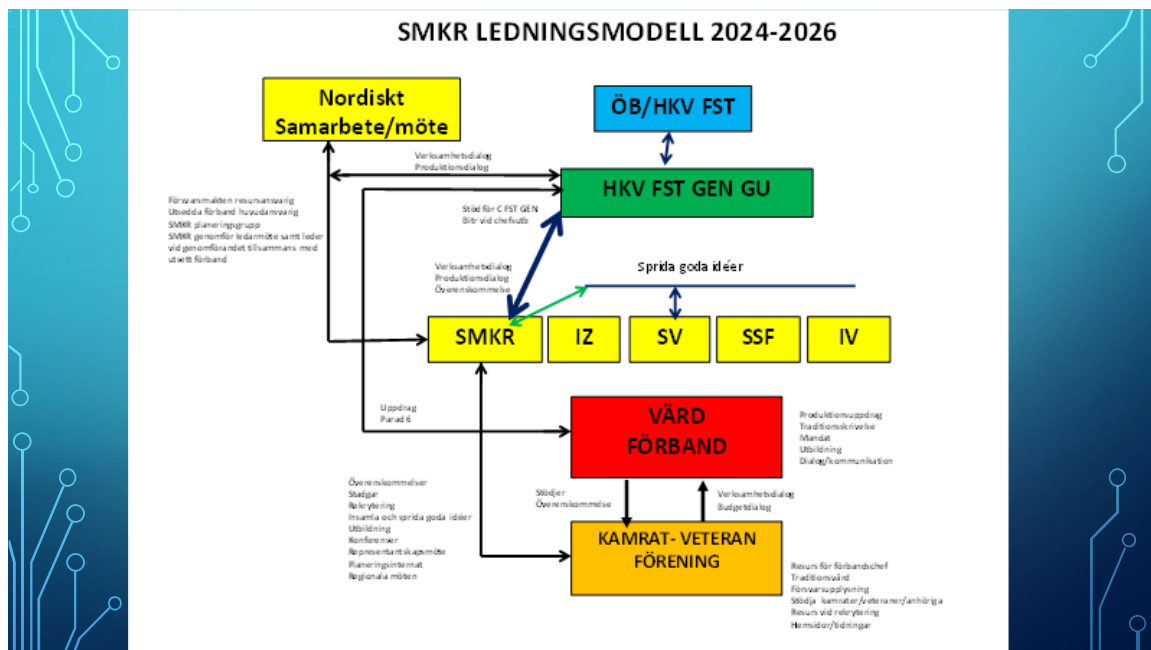 SMKR LEDNINGSMODELL 2024-2026
Nordiskt
Samarbete/möte
ÖB/HKV FST
Verksamhetsdialog
Produktionsdialog
HKV FST GEN GU
Försvarsmakten resursansvarig
Utsedda förband huvudansvarig
SMKR planeringsgrupp
SMKR genomför ledarmöte samt leder
vid genomförandet tillsammans med
utsett förband
Stöd för C FST GEN
Bitr vid chefsutb
Verksamhetsdialog
Produktionsdialog
Överenskommelse
Sprida goda idéer
SMKR
IZ
SV
SSF
IV
Uppdrag
Parad 6
VÄRD
FÖRBAND
Produktionsuppdrag
Traditionsskrivelse
Mandat
Utbildning
Dialog/kommunikation
Överenskommelser
Stadgar
Rekrytering
Insamla och sprida goda idéer
Utbildning
Konferenser
Representantskapsmöte
Planeringsinternat
Regionala möten
Stödjer
Överenskommelse
Verksamhetsdialog
Budgetdialog
KAMRAT- VETERAN
FÖRENING
Resurs för förbandschef
Traditionsvård
Försvarsupplysning
Stödja kamrater/veteraner/anhöriga
Resurs vid rekrytering
Hemsidor/tidningar